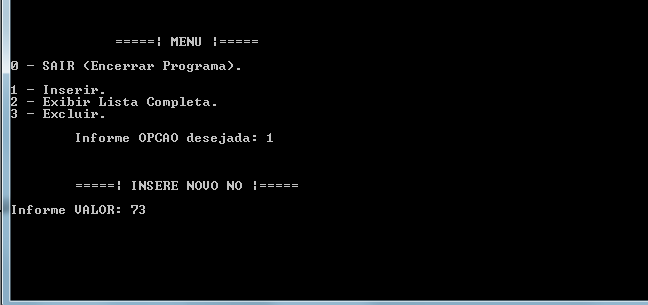 =====¦ MENU ¦=====
0 - SAIR (Encerrar Programa).
1 - Inserir.
2 - Exibir Lista Completa.
3 - Excluir.
Informe OPCAO desejada: 1
=====¦ INSERE NOVO NO ¦=====
Informe VALOR: 73